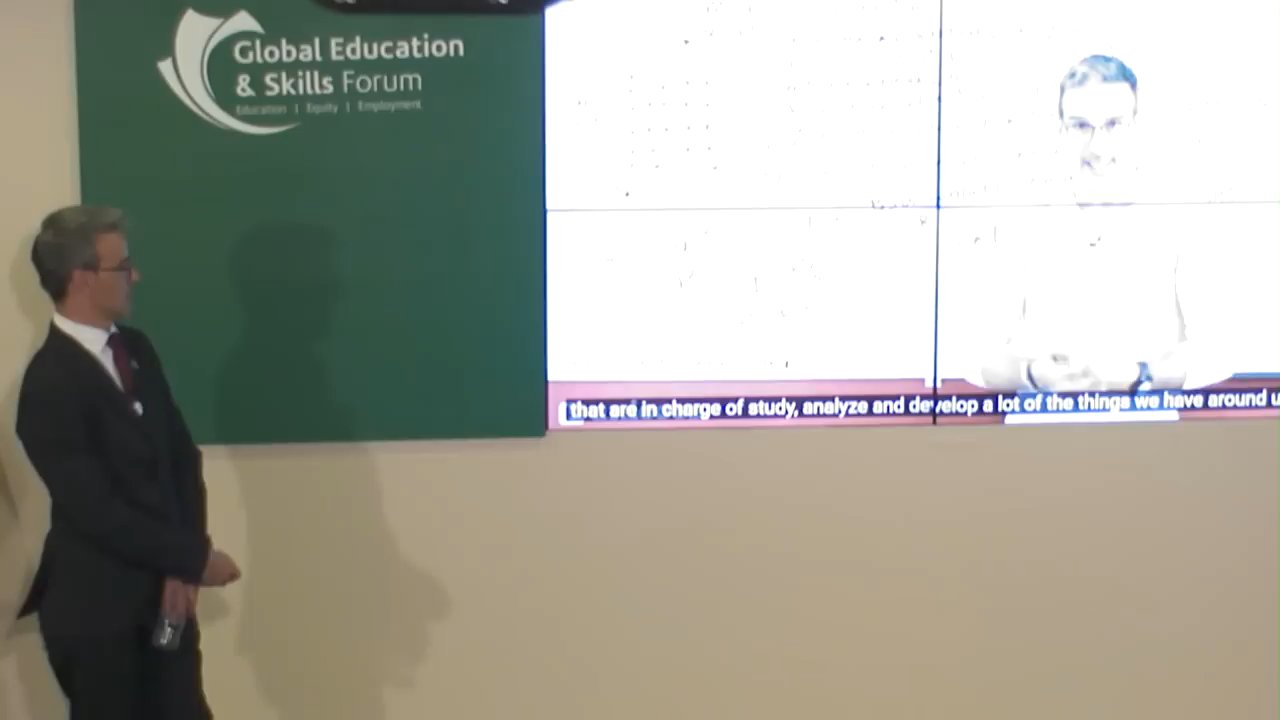 Global Education
& Skills Forum
Education | Equity | Employment
that are in charge of study, analyze and develop a lot of the things we have around u